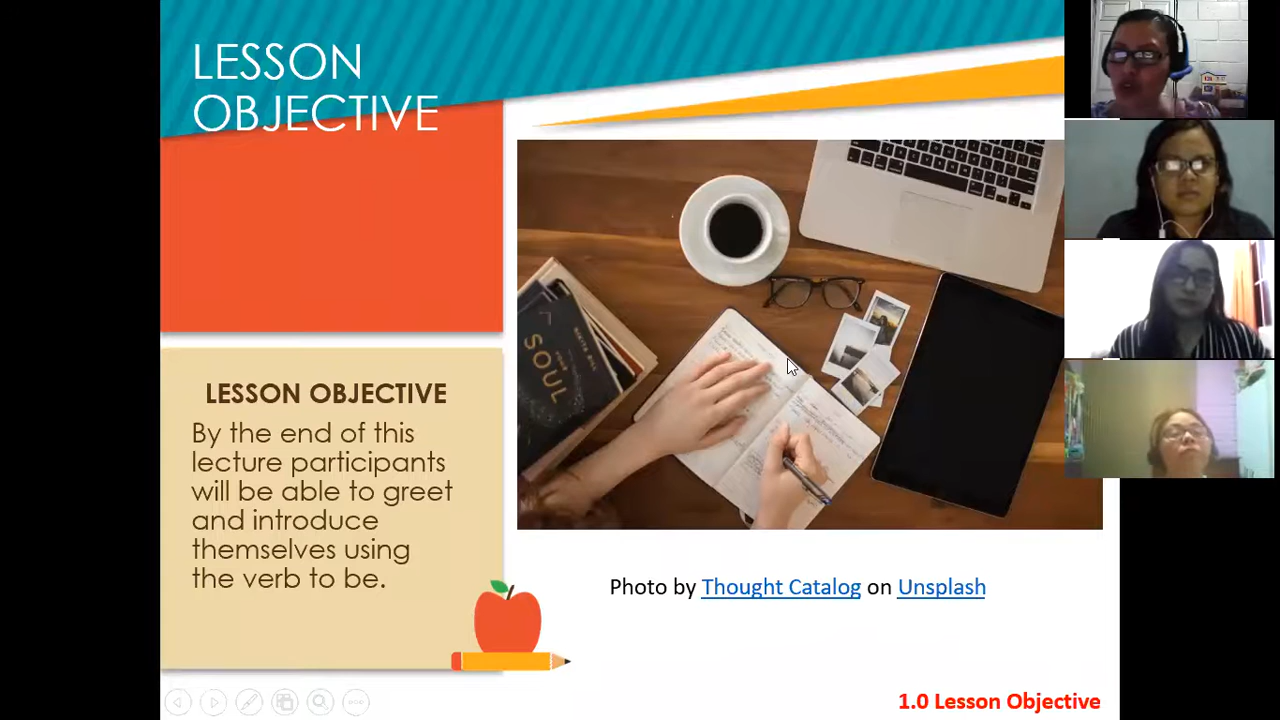 LESSON
OBJECTIVE
LESSON OBJECTIVE
By the end of this
lecture participants
will be able to greet
and introduce
themselves using
the verb to be.
SOUL
Photo by Thought Catalog on Unsplash
1.0 Lesson Objective